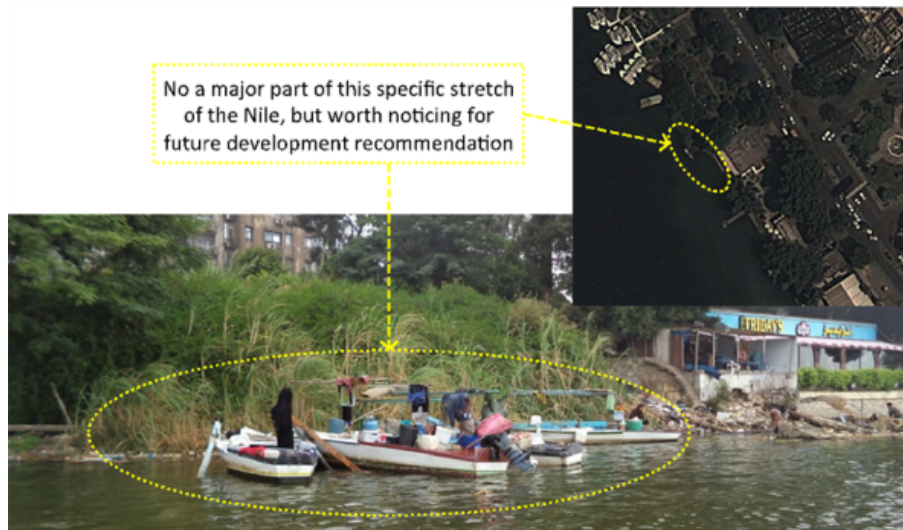 No a major part of this specific stretch
of the Nile, but worth noticing for
future development recommendation
FRIDAY'S